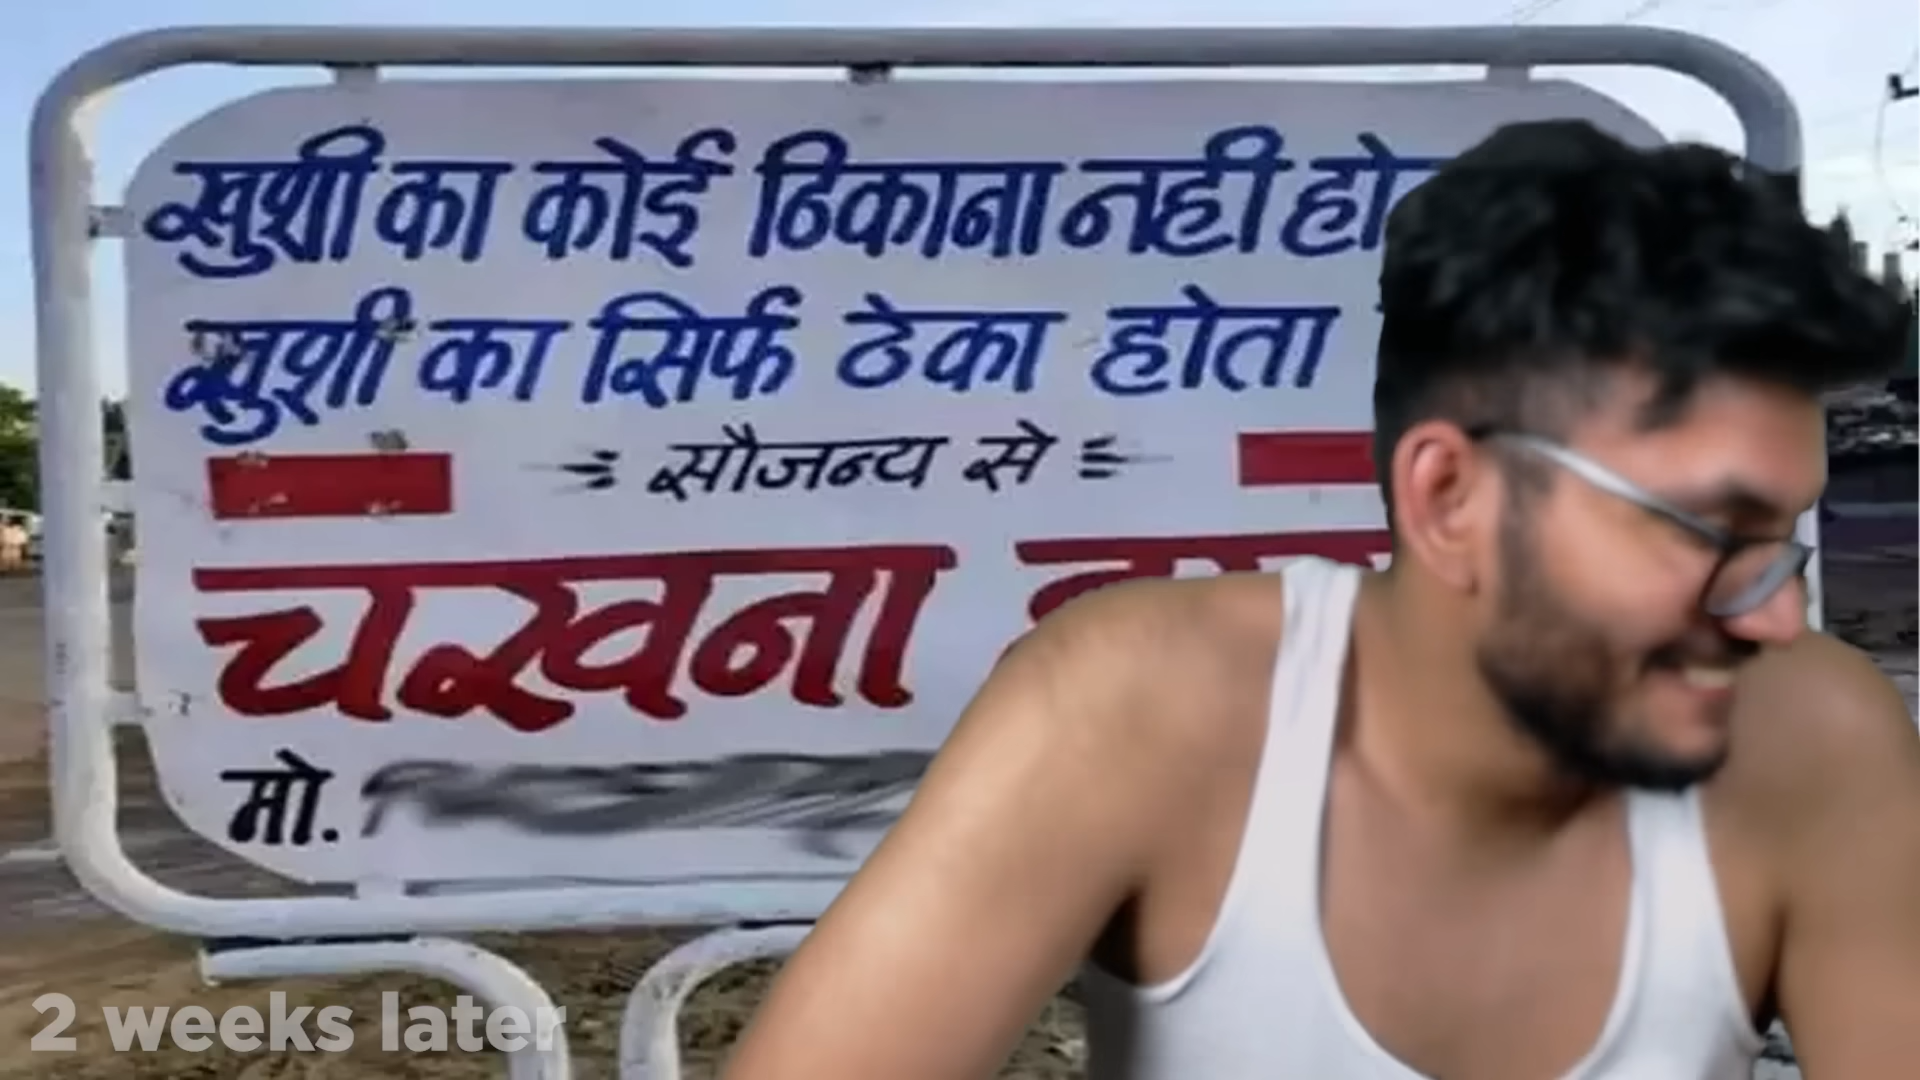 खुशी का कोई ठिकाना नही
खुशी का सिर्फ ठेका होता
सौजन्य से
चखना
मो.
2 weeks later